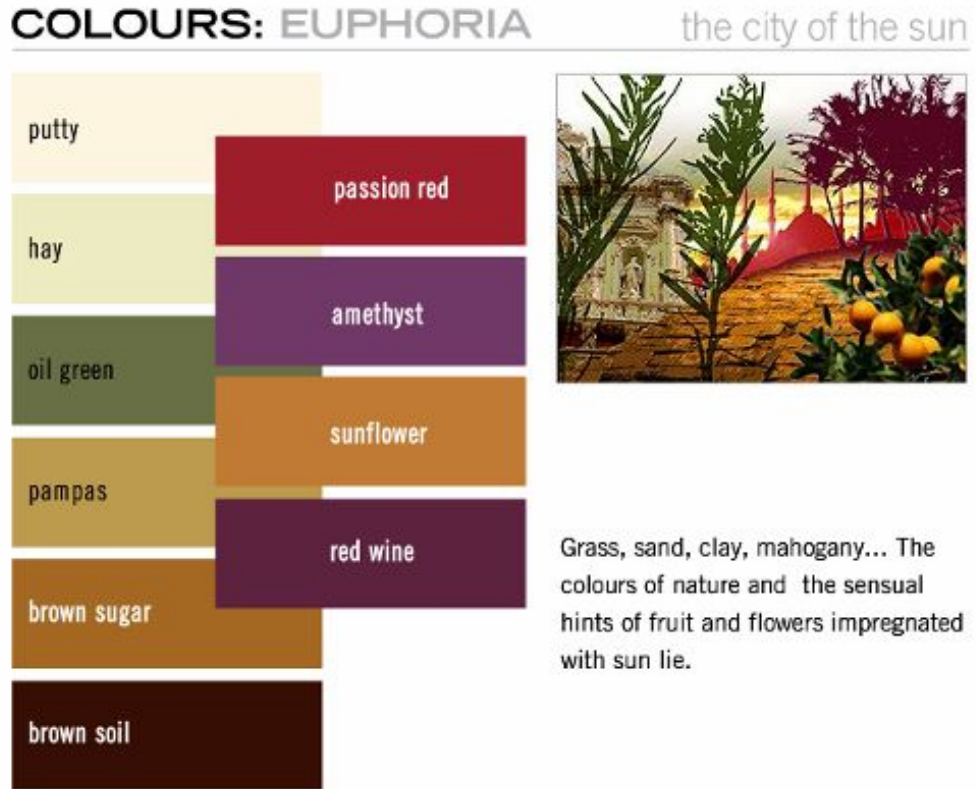 COLOURS: EUPHORIA
the city of the sun
putty
hay
oil green
pampas
brown sugar
brown soil
passion red
amethyst
sunflower
red wine
Grass, sand, clay, mahogany... The
colours of nature and the sensual
hints of fruit and flowers impregnated
with sun lie.